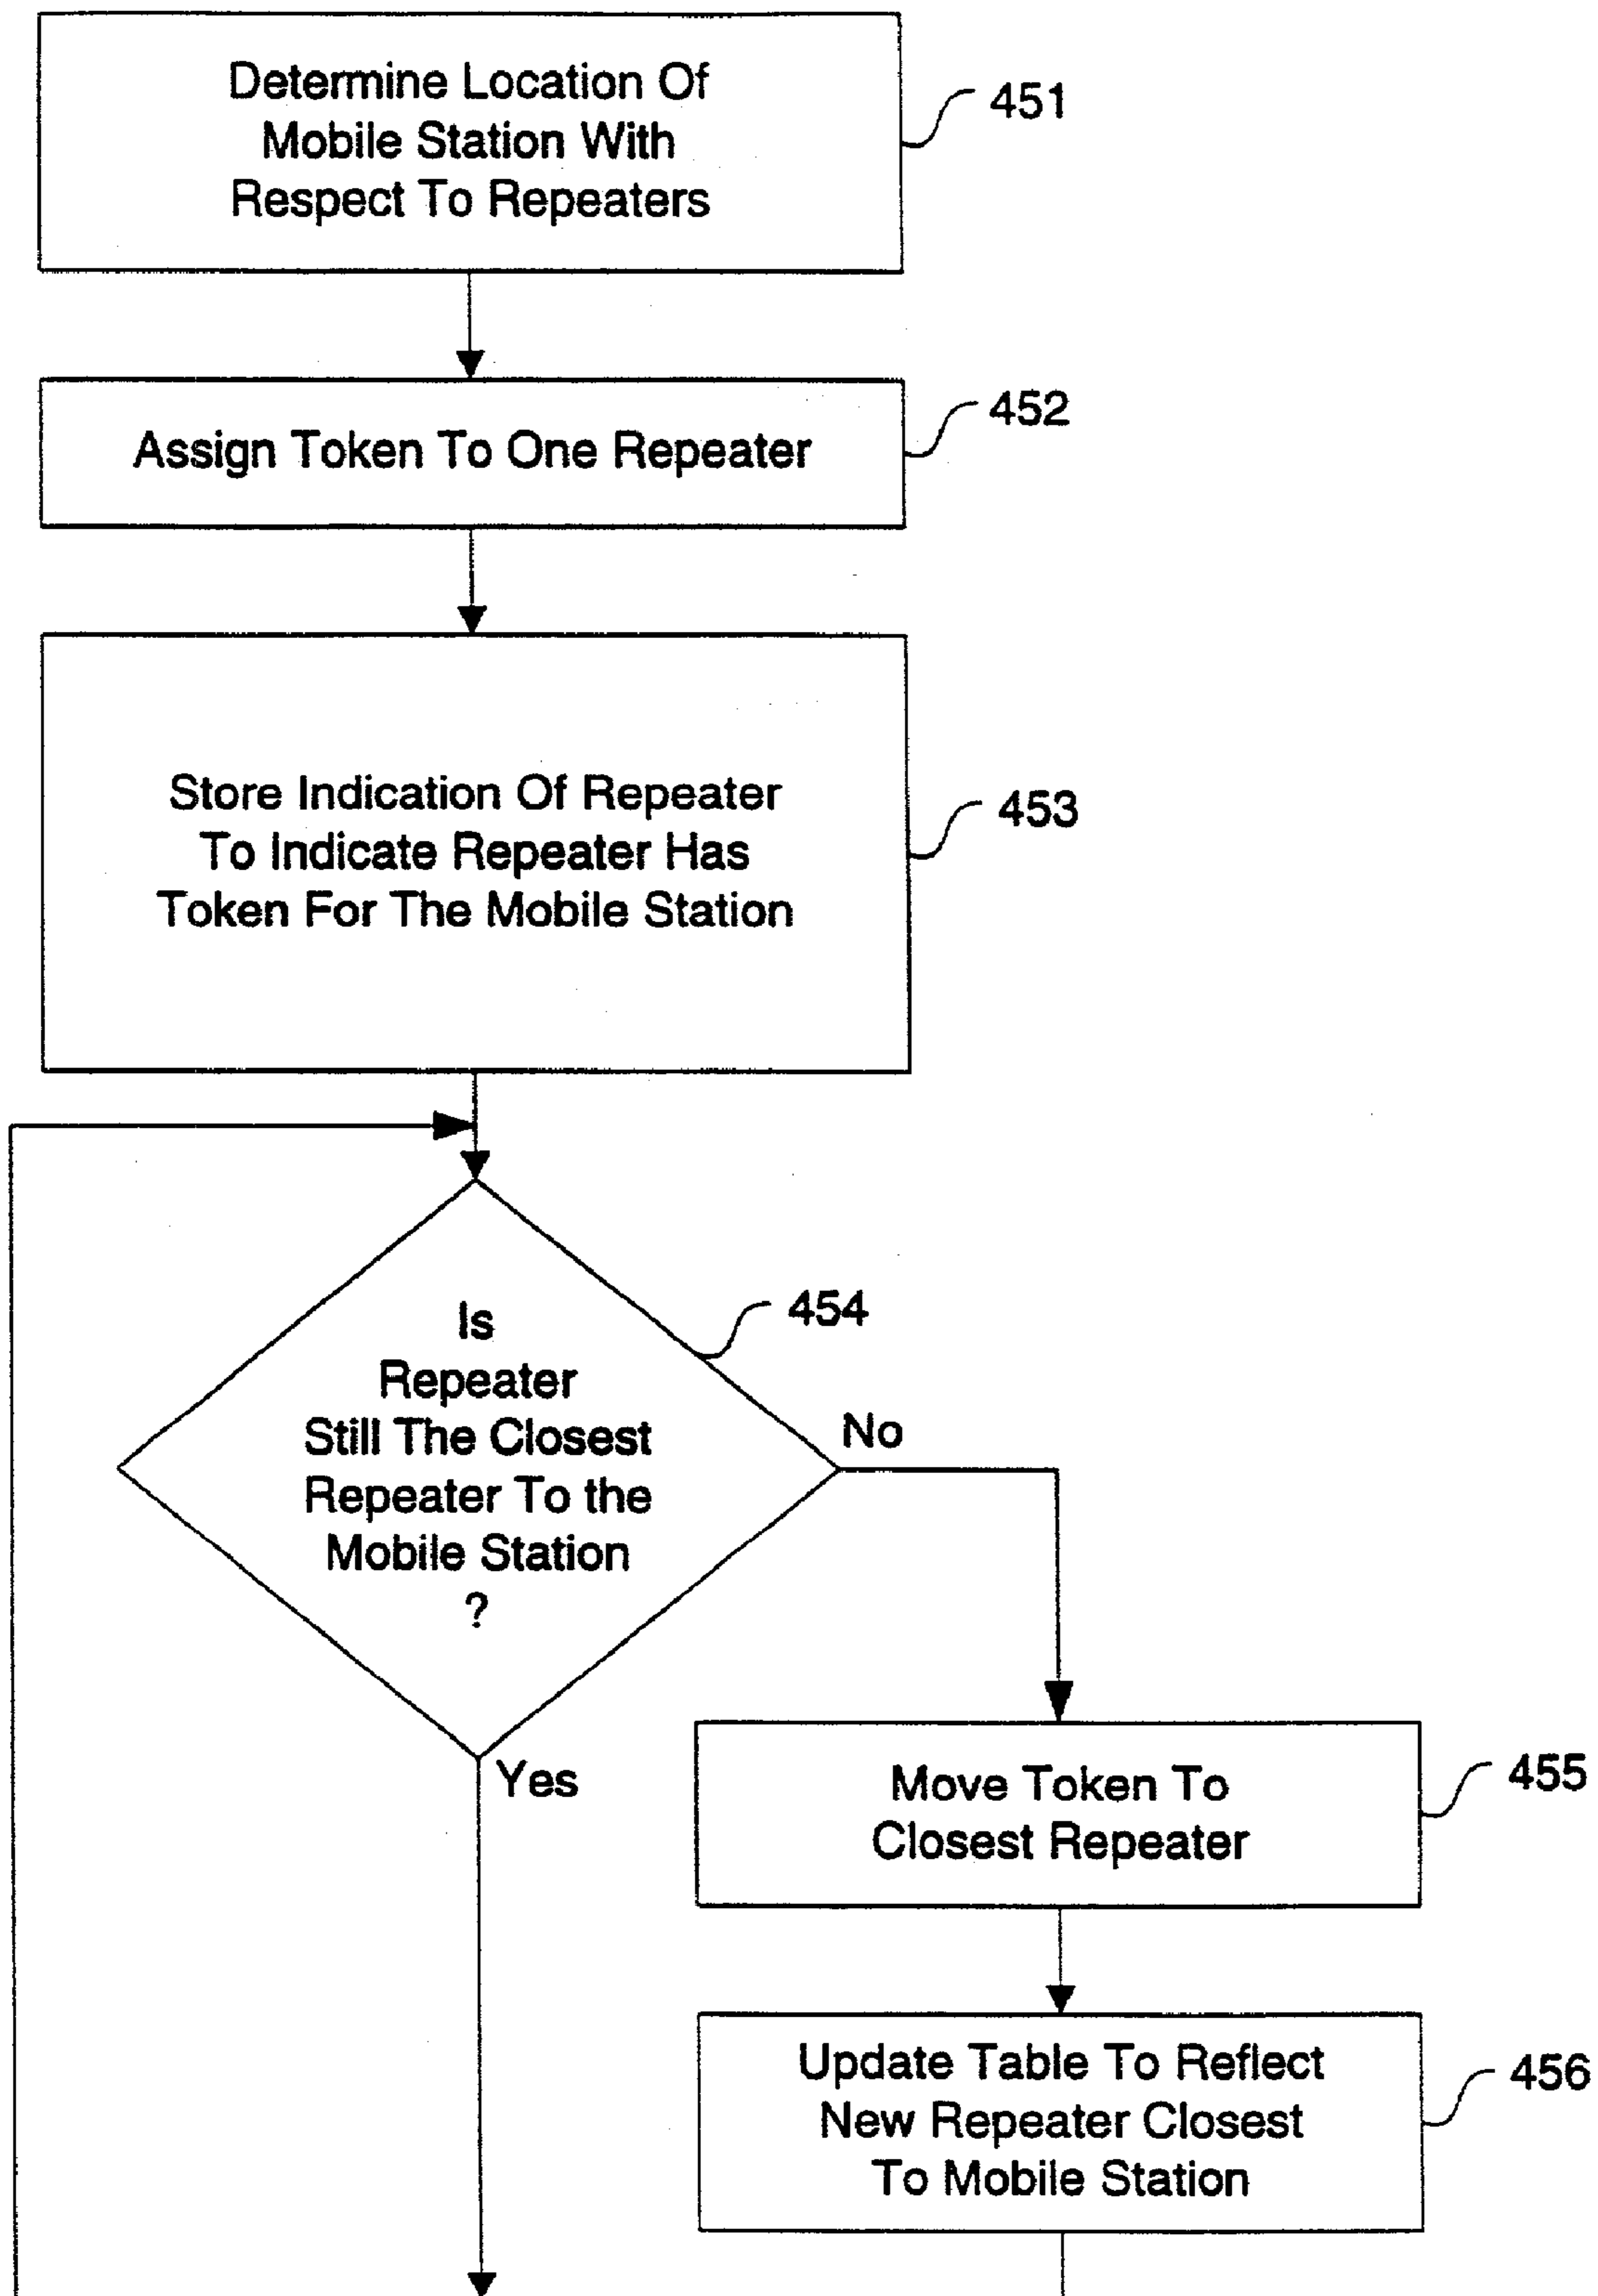 Determine Location Of
Mobile Station With
Respect To Repeaters
451
Assign Token To One Repeater
452
Store Indication Of Repeater
To Indicate Repeater Has
Token For The Mobile Station
453
Is
Repeater
Still The Closest
Repeater To the
Mobile Station
?
454
No
Yes
Move Token To
Closest Repeater
455
Update Table To Reflect
New Repeater Closest
To Mobile Station
456